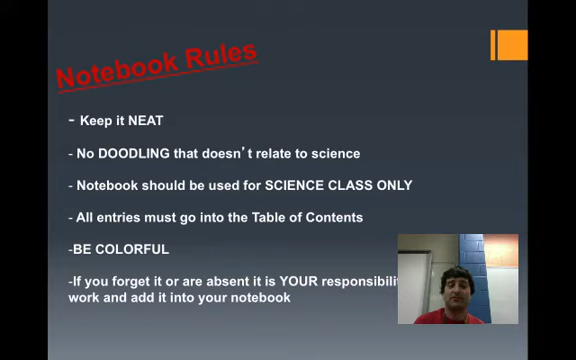 Notebook Rules
- Keep it NEAT
- No DOODLING that doesn't relate to science
- Notebook should be used for SCIENCE CLASS ONLY
- All entries must go into the Table of Contents
-BE COLORFUL
-If you forget it or are absent it is YOUR
work and add it into your notebook